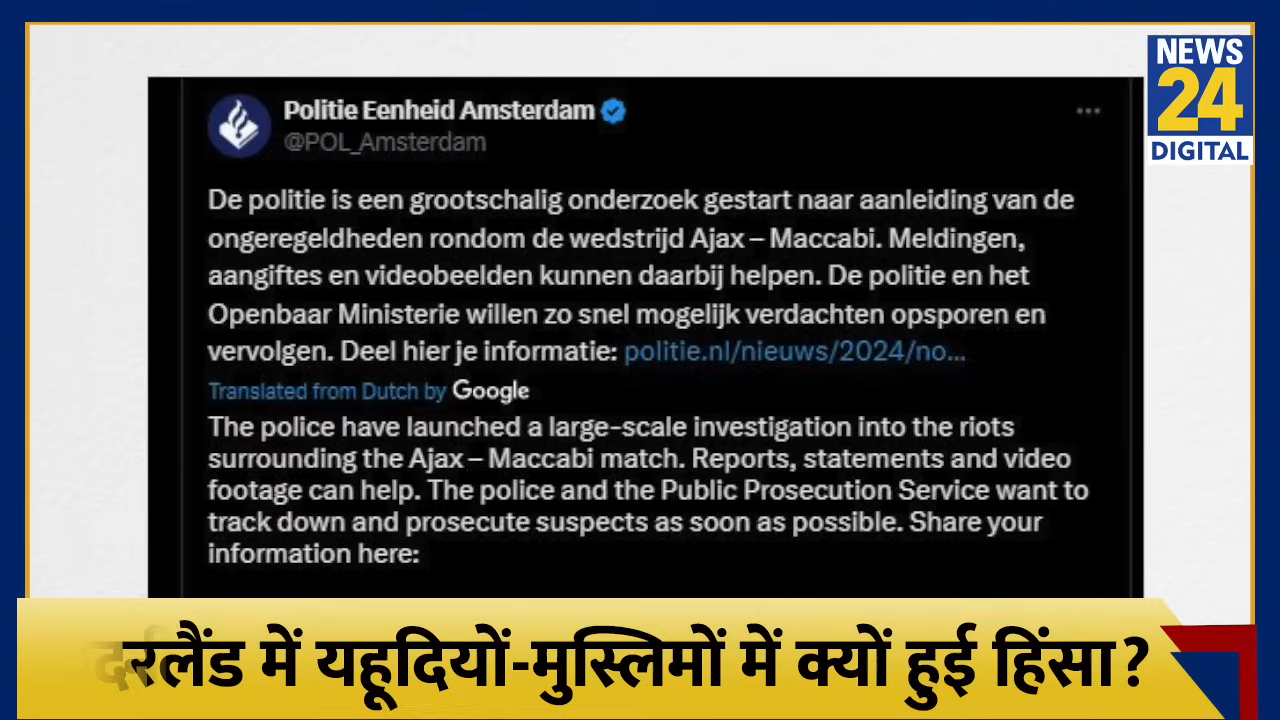 NEWS
24
DIGITAL
Politie Eenheid Amsterdam
@POL_Amsterdam
De politie is een grootschalig onderzoek gestart naar aanleiding van de
ongeregeldheden rondom de wedstrijd Ajax – Maccabi. Meldingen,
aangiftes en videobeelden kunnen daarbij helpen. De politie en het
Openbaar Ministerie willen zo snel mogelijk verdachten opsporen en
vervolgen. Deel hier je informatie: politie.nl/nieuws/2024/no...
Translated from Dutch by Google
The police have launched a large-scale investigation into the riots
surrounding the Ajax – Maccabi match. Reports, statements and video
footage can help. The police and the Public Prosecution Service want to
track down and prosecute suspects as soon as possible. Share your
information here:
में यहूदियों-मुस्लिमों में क्यों हुई हिंसा?